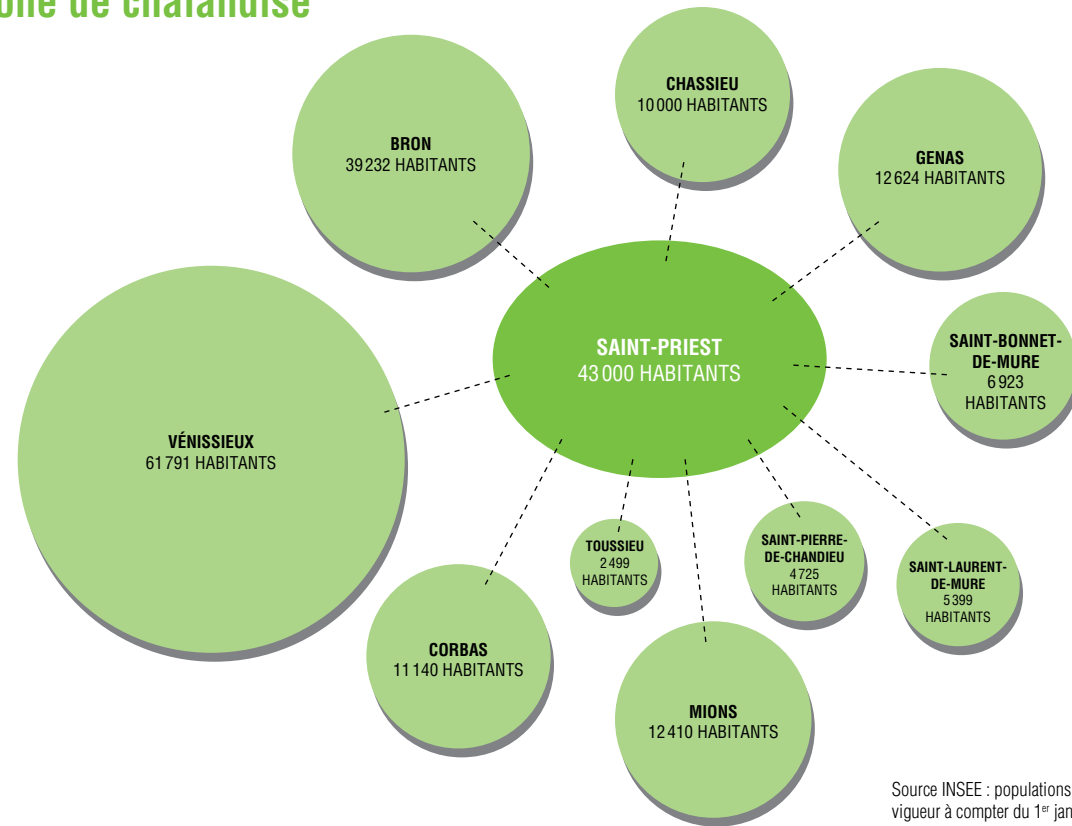 de chalandise
CHASSIEU
10 000 HABITANTS
BRON
39 232 HABITANTS
GENAS
12 624 HABITANTS
SAINT-PRIEST
43 000 HABITANTS
SAINT-BONNET-
DE-MURE
6 923
HABITANTS
VÉNISSIEUX
61 791 HABITANTS
TOUSSIEU
2 499
HABITANTS
SAINT-PIERRE-
DE-CHANDIEU
4 725
HABITANTS
SAINT-LAURENT-
DE-MURE
5 399
HABITANTS
CORBAS
11 140 HABITANTS
MIONS
12 410 HABITANTS
Source INSEE : populations
vigueur à compter du 1er jan